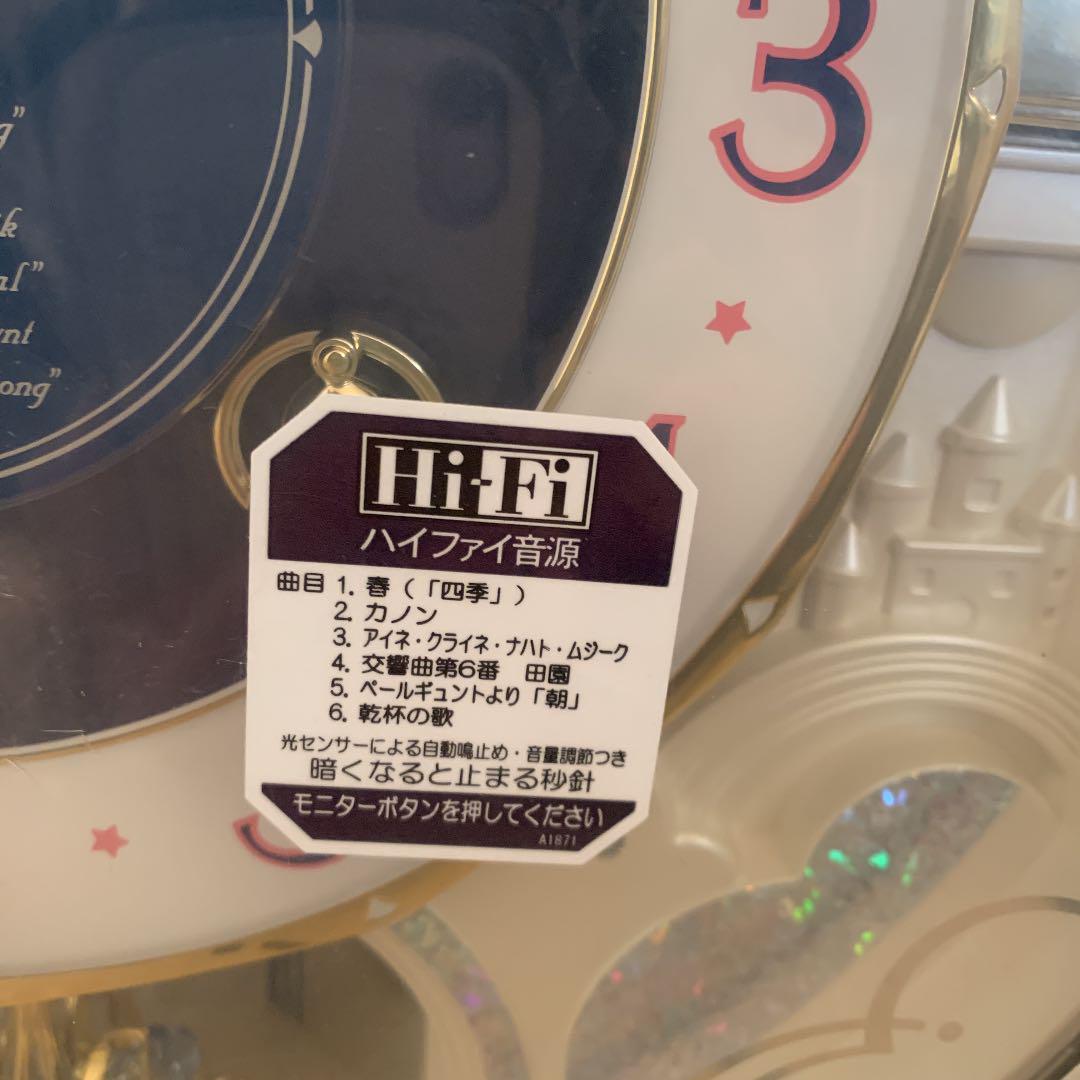 3
Hi-Fi
ハイファイ音源
曲目 1. 春（「四季」）
2. カノン
3. アイネ・クライネ・ナハト・ムジーク
4. 交響曲第6番 田園
5. ペールギュントより「朝」
6. 乾杯の歌
光センサーによる自動鳴止め・音量調節つき
暗くなると止まる秒針
モニターボタンを押してください
A1871